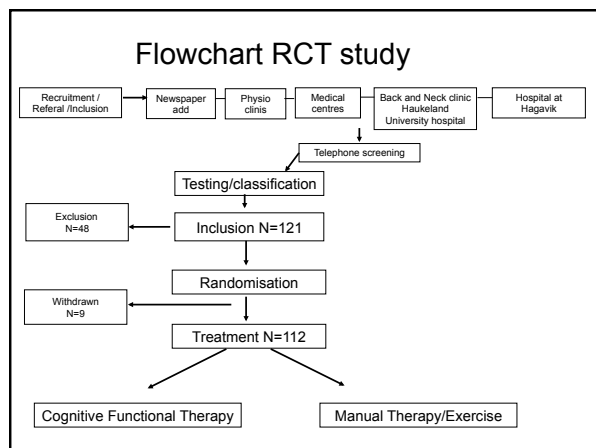 Flowchart RCT study
Recruitment /
Referal /Inclusion
Newspaper
add
Physio
clinis
Medical
centres
Back and Neck clinic
Haukeland
University hospital
Hospital at
Hagavik
Telephone screening
Testing/classification
Exclusion
N=48
Inclusion N=121
Randomisation
Withdrawn
N=9
Treatment N=112
Cognitive Functional Therapy
Manual Therapy/Exercise